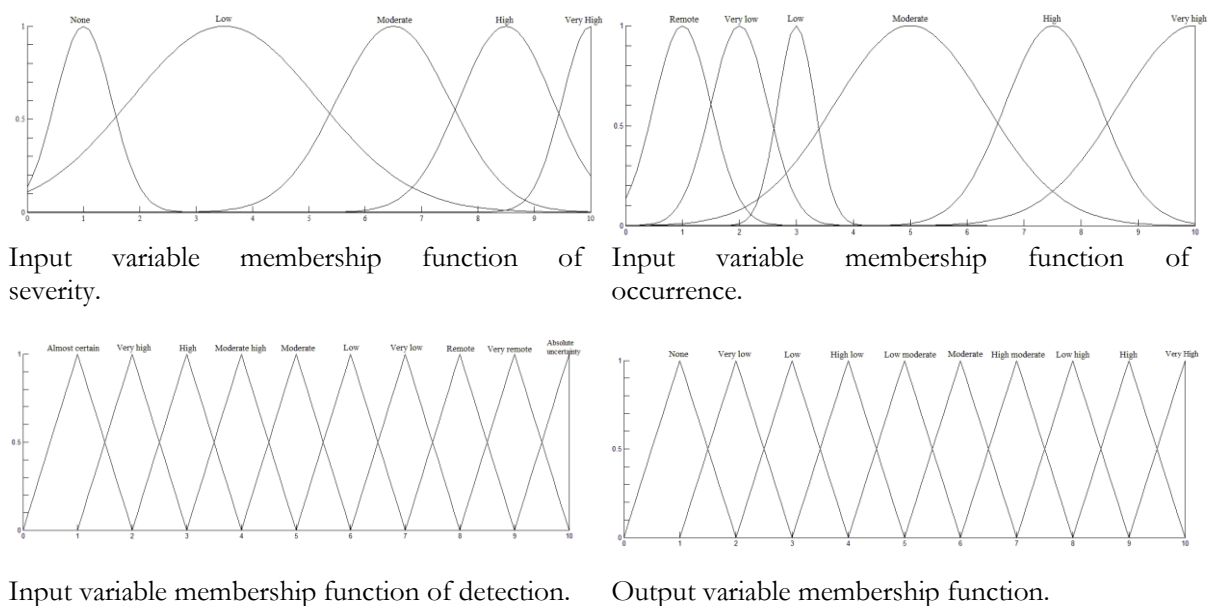 None Low Moderate High Very High
1
0.5
0
0 1 2 3 4 5 6 7 8 9 10
Input variable membership function of
severity.
Remote Very low Low Moderate High Very high
1
0.5
0
0 1 2 3 4 5 6 7 8 9 10
Input variable membership function of
occurrence.
Almost certain Very high High Moderate high Moderate Low Very low Remote Very remote Absolute
uncertainty
1
0.5
0
0 1 2 3 4 5 6 7 8 9 10
Input variable membership function of detection.
None Very low Low High low Low moderate Moderate High moderate Low high High Very High
1
0.5
0
0 1 2 3 4 5 6 7 8 9 10
Output variable membership function.